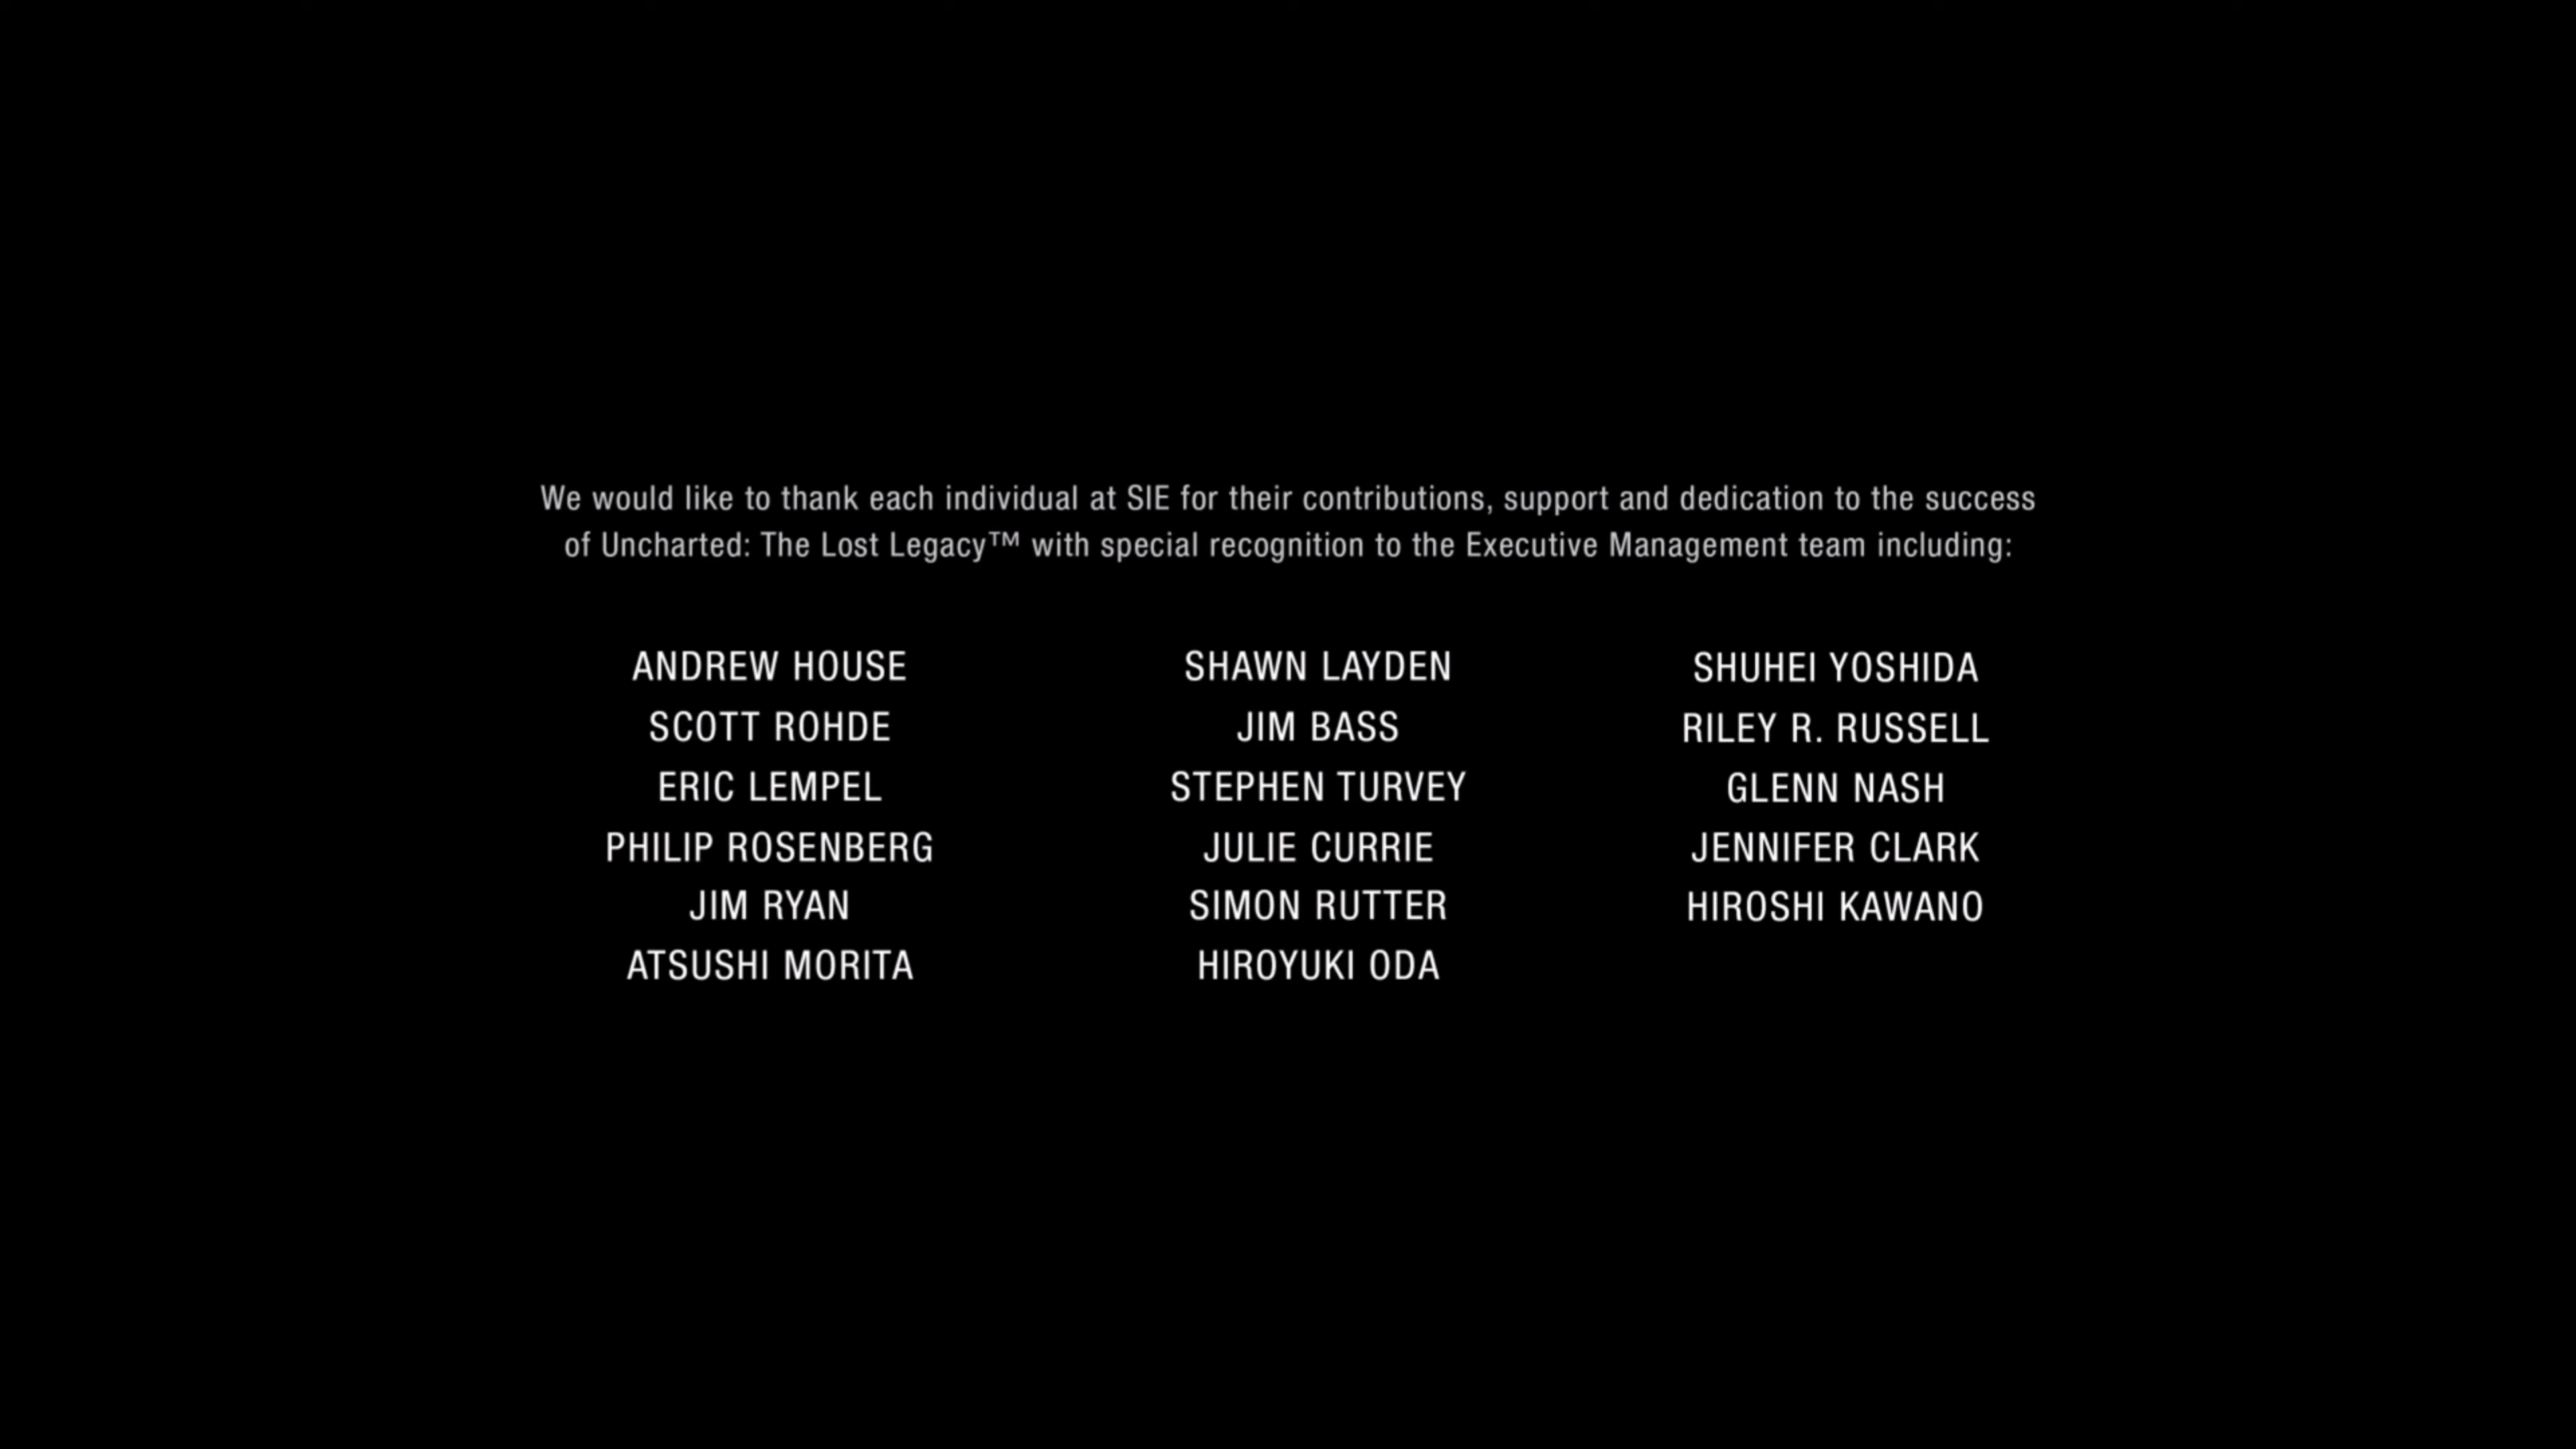 We would like to thank each individual at SIE for their contributions, support and dedication to the success
of Uncharted: The Lost Legacy™ with special recognition to the Executive Management team including:
ANDREW HOUSE SHAWN LAYDEN SHUHEI YOSHIDA
SCOTT ROHDE JIM BASS RILEY R. RUSSELL
ERIC LEMPEL STEPHEN TURVEY GLENN NASH
PHILIP ROSENBERG JULIE CURRIE JENNIFER CLARK
JIM RYAN SIMON RUTTER HIROSHI KAWANO
ATSUSHI MORITA HIROYUKI ODA